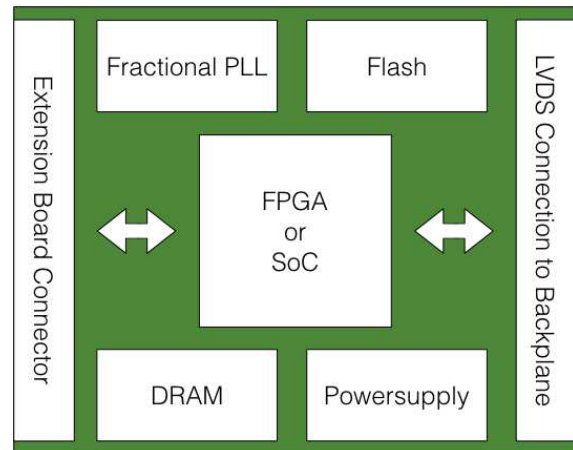 Extension Board Connector
Fractional PLL
Flash
FPGA
or
SoC
DRAM
Powersupply
LVDS Connection to Backplane